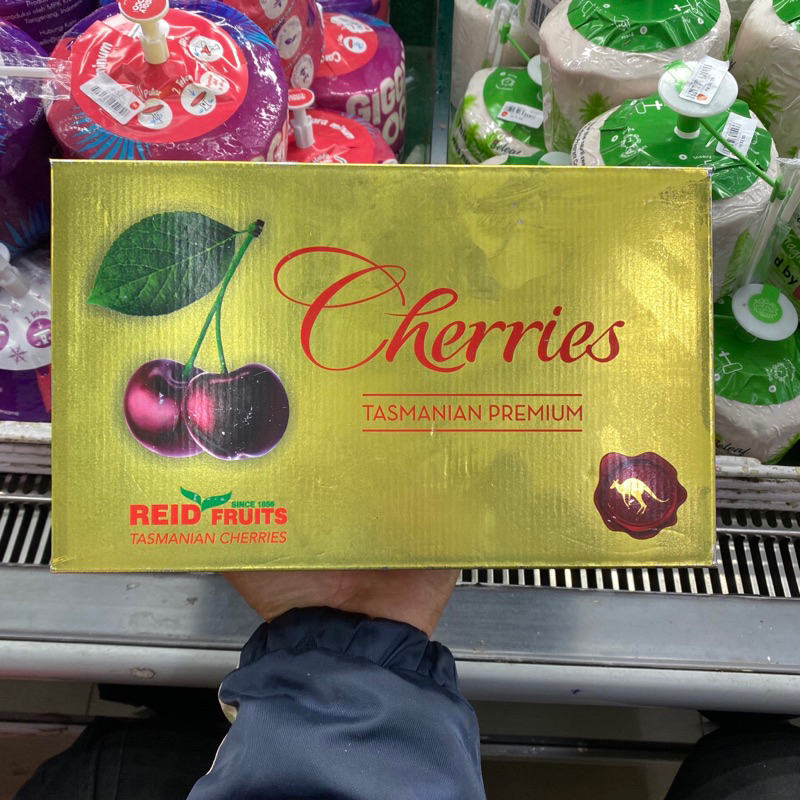 Cherries
TASMANIAN PREMIUM
SINCE 1856
REID FRUITS
TASMANIAN CHERRIES